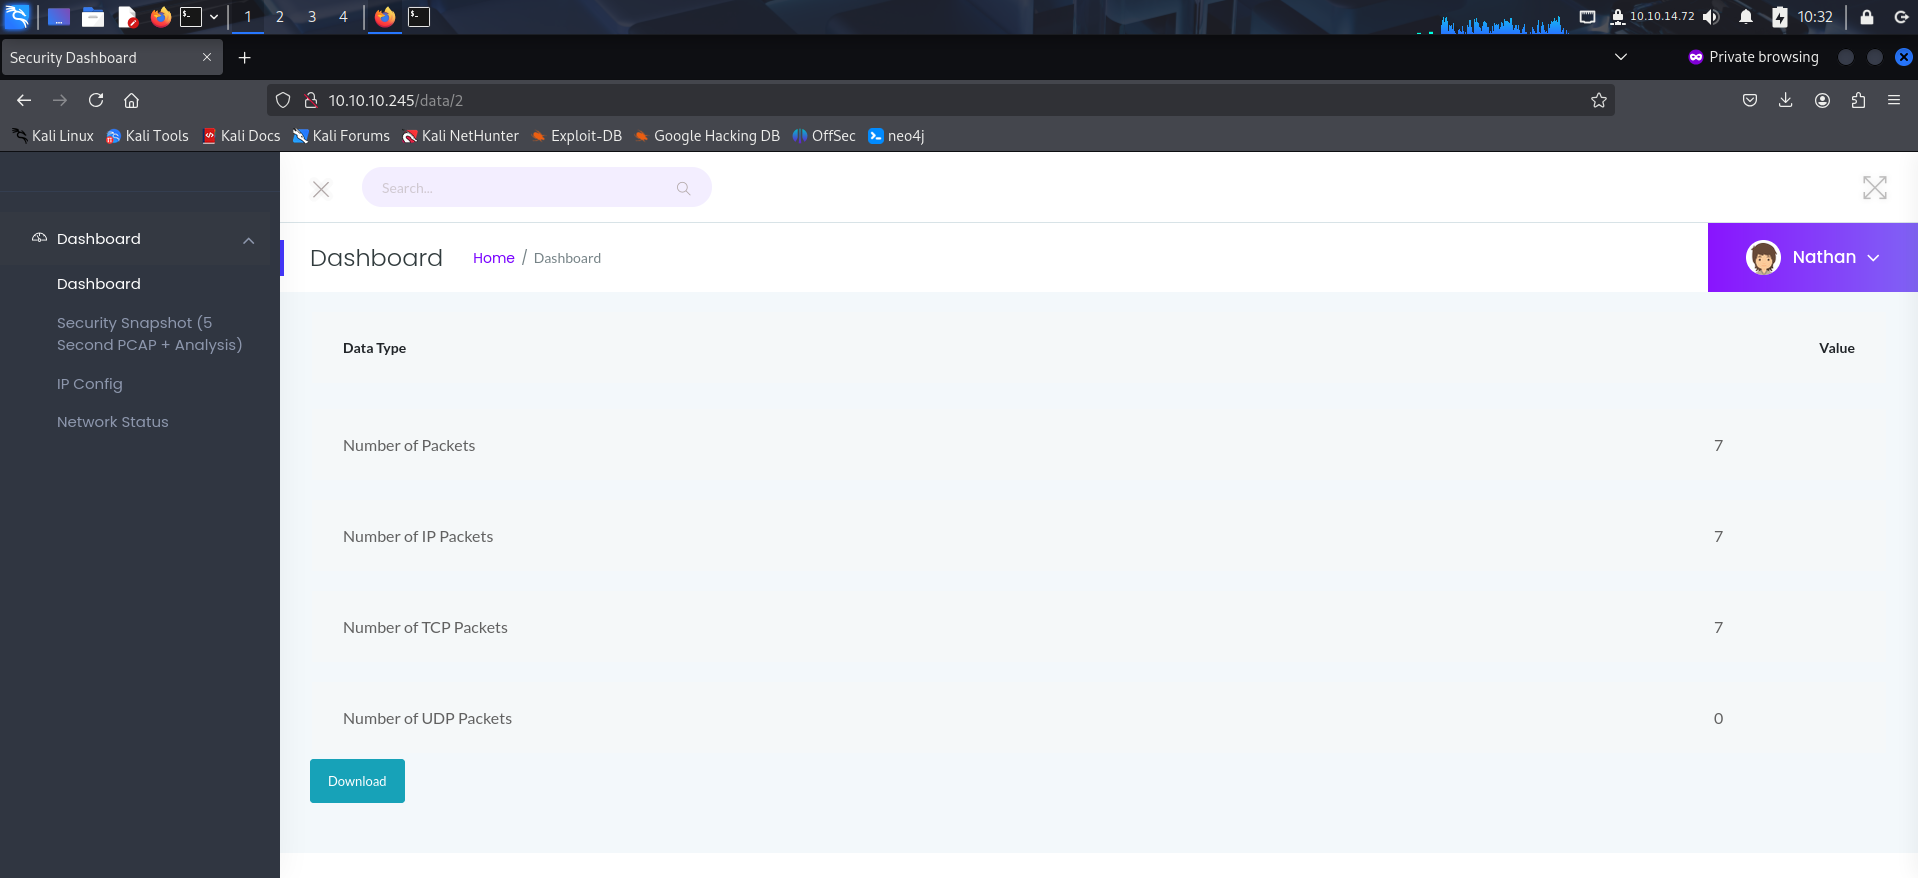 1 2 3 4 10.10.14.72 10:32
Security Dashboard Private browsing
10.10.10.245/data/2
Kali Linux Kali Tools Kali Docs Kali Forums Kali NetHunter Exploit-DB Google Hacking DB OffSec neo4j
Search...
Dashboard
Dashboard
Security Snapshot (5
Second PCAP + Analysis)
IP Config
Network Status
Dashboard Home / Dashboard Nathan
Data Type Value
Number of Packets 7
Number of IP Packets 7
Number of TCP Packets 7
Number of UDP Packets 0
Download